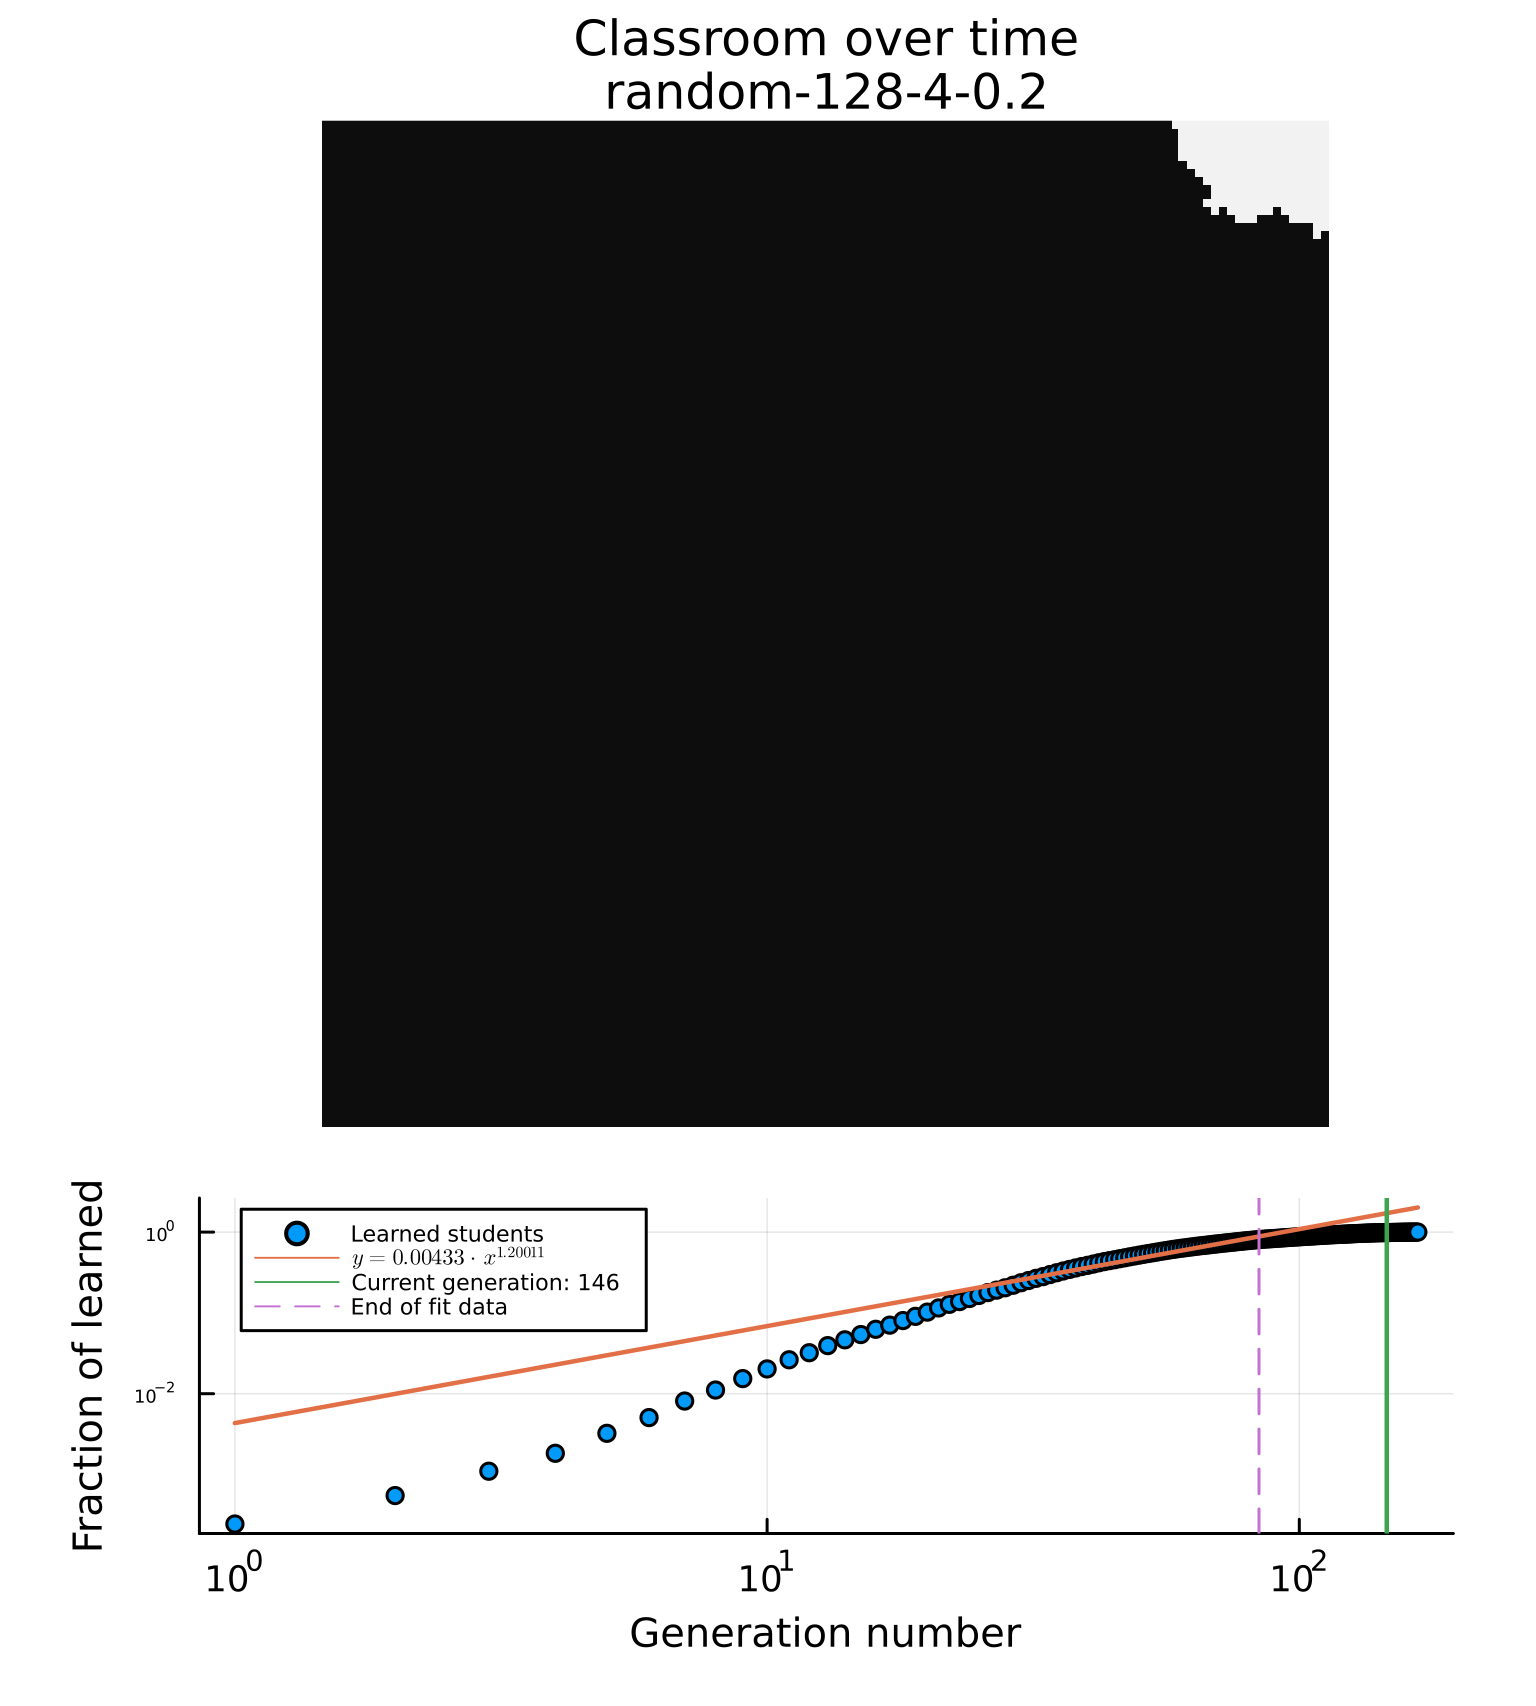 Classroom over time
random-128-4-0.2
Fraction of learned
10⁰
10⁻²
Learned students
y = 0.00433 · x^1.20011
Current generation: 146
End of fit data
10⁰
10¹
10²
Generation number